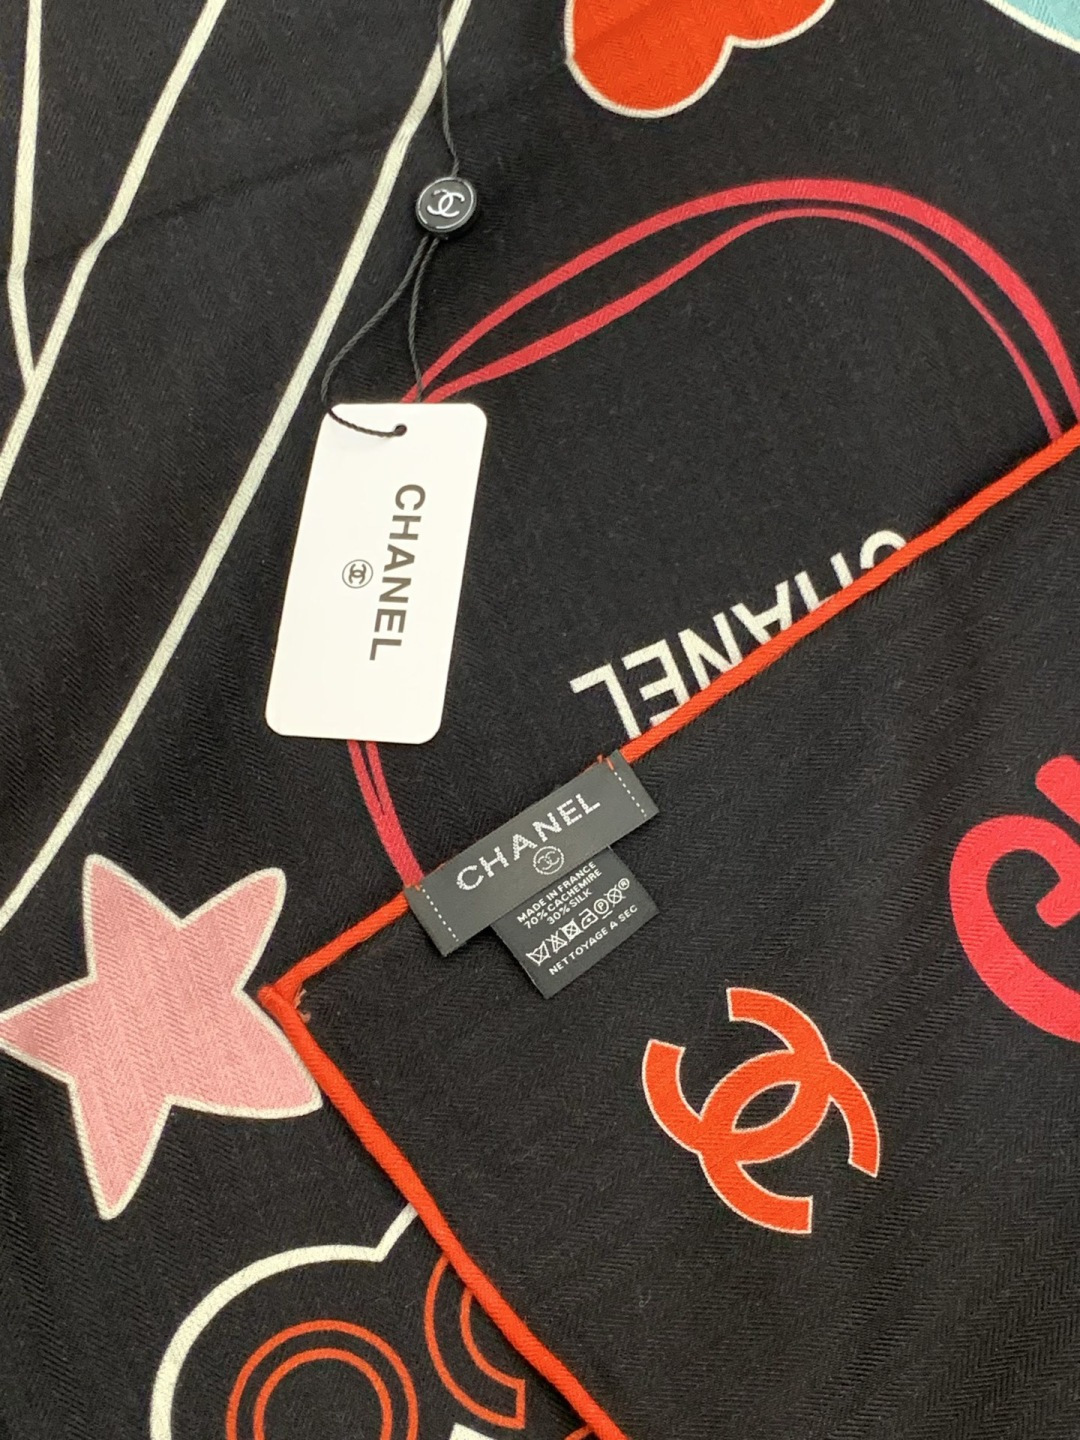 CHANEL
CHANEL
CHANEL
MADE IN FRANCE
70% CACHEMIRE
30% SILK
NETTOYAGE A SEC